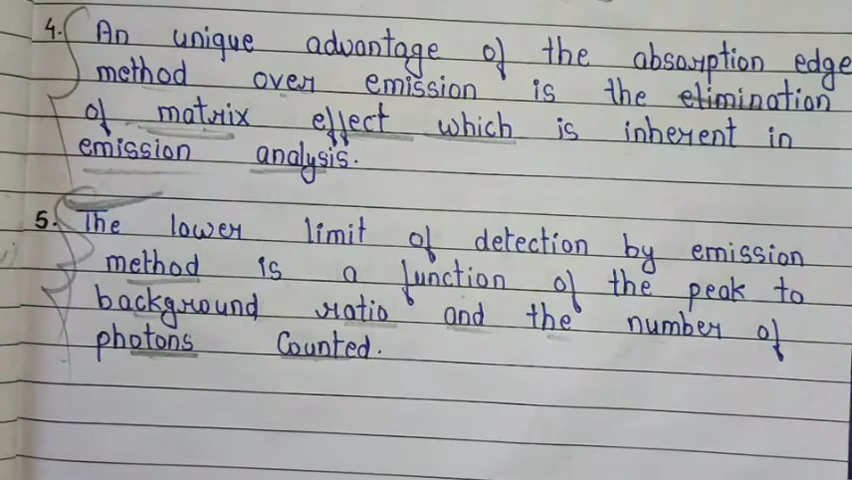 4. An unique advantage of the absorption edge
method over emission is the elimination
of matrix effect which is inherent in
emission analysis.
5. The lower limit of detection by emission
method is a function of the peak to
background ratio and the number of
photons Counted.